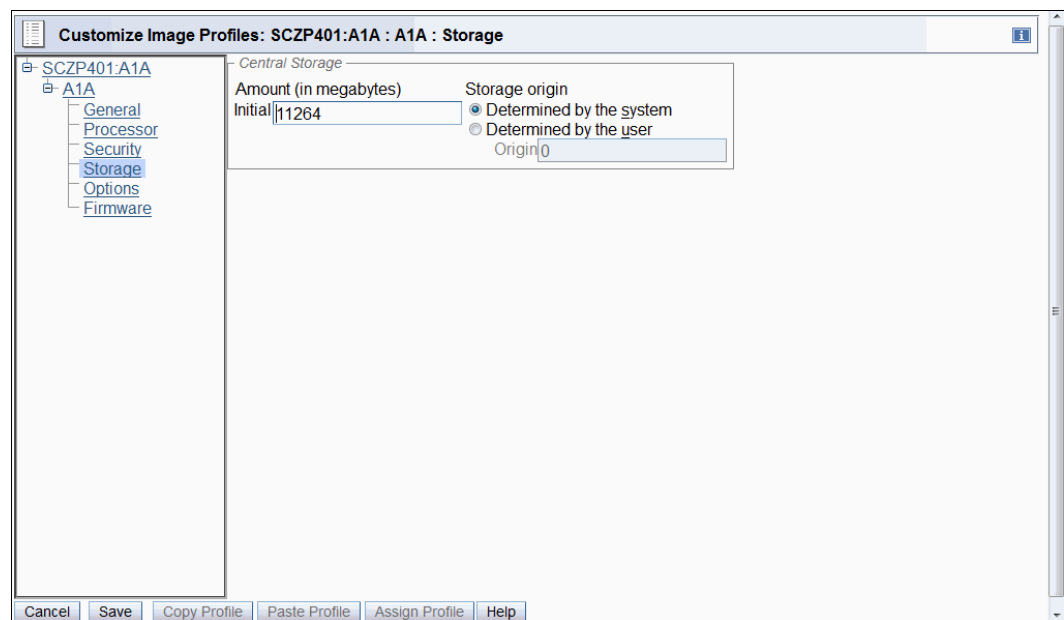 Customize Image Profiles: SCZP401:A1A : A1A : Storage
i
SCZP401:A1A
A1A
General
Processor
Security
Storage
Options
Firmware
Central Storage
Amount (in megabytes)
Initial 11264
Storage origin
Determined by the system
Determined by the user
Origin 0
Cancel Save Copy Profile Paste Profile Assign Profile Help